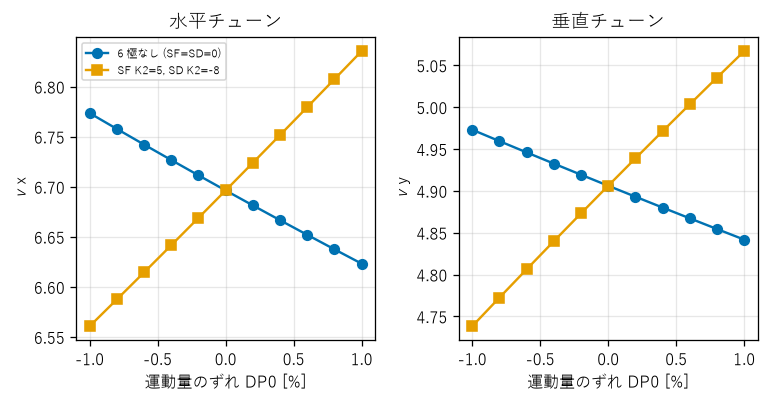 水平チューン
6 極なし (SF=SD=0)
SF K2=5, SD K2=-8
ν x
6.80
6.75
6.70
6.65
6.60
6.55
-1.0 -0.5 0.0 0.5 1.0
運動量のずれ DP0 [%]
垂直チューン
ν y
5.05
5.00
4.95
4.90
4.85
4.80
4.75
-1.0 -0.5 0.0 0.5 1.0
運動量のずれ DP0 [%]